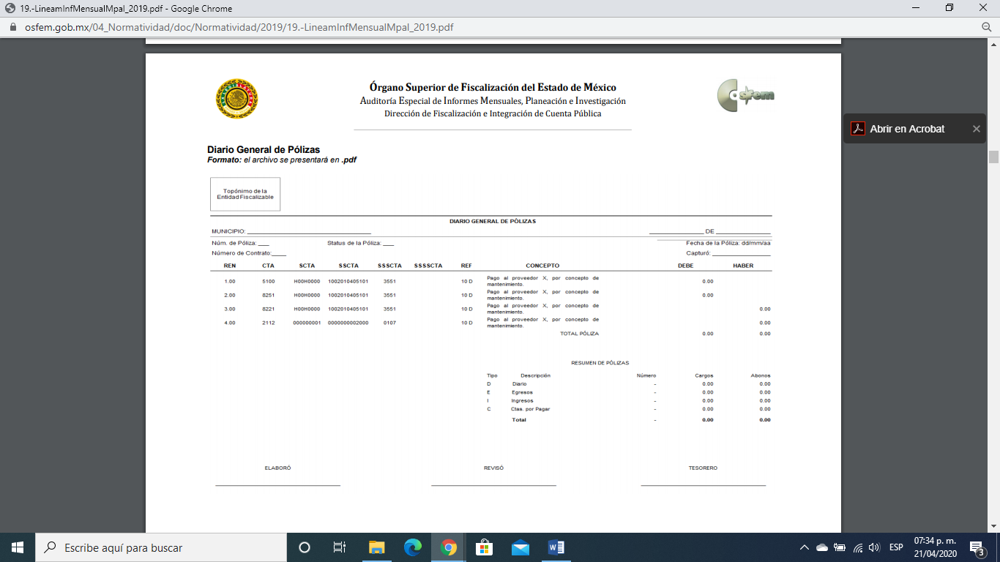 19.-LineamInfMpal_2019.pdf - Google Chrome
osfem.gob.mx/04_Normatividad/doc/Normatividad/2019/19.-LineamInfMensualMpal_2019.pdf
Órgano Superior de Fiscalización del Estado de México
Auditoría Especial de Informes Mensuales, Planeación e Investigación
Dirección de Fiscalización e Integración de Cuenta Pública
osfem
Abrir en Acrobat
Diario General de Pólizas
Formato: el archivo se presentará en .pdf
Topónimo de la
Entidad Fiscalizable
DIARIO GENERAL DE PÓLIZAS
MUNICIPIO: ____________ ____________ DE ____________
Núm. de Póliza: ___ Status de la Póliza: ___ Fecha de la Póliza: dd/mm/aa
Número de Contrato:____ Capturó: ____________
REN CTA SCTA SSCTA SSSCTA SSSSCTA REF CONCEPTO DEBE HABER
1.00 5100 H00H0000 1002010405101 3551 10 D Pago al proveedor X, por concepto de
mantenimiento. 0.00
2.00 8251 H00H0000 1002010405101 3551 10 D Pago al proveedor X, por concepto de
mantenimiento. 0.00
3.00 8221 H00H0000 1002010405101 3551 10 D Pago al proveedor X, por concepto de
mantenimiento. 0.00
4.00 2112 000000001 0000000002000 0107 10 D Pago al proveedor X, por concepto de
mantenimiento. 0.00
TOTAL PÓLIZA 0.00 0.00
RESUMEN DE PÓLIZAS
Tipo Descripción Número Cargos Abonos
D Diario - 0.00 0.00
E Egresos - 0.00 0.00
I Ingresos - 0.00 0.00
C Ctas. por Pagar - 0.00 0.00
Total - 0.00 0.00
ELABORÓ REVISÓ TESORERO
Escribe aquí para buscar
ESP
07:34 p. m.
21/04/2020
3